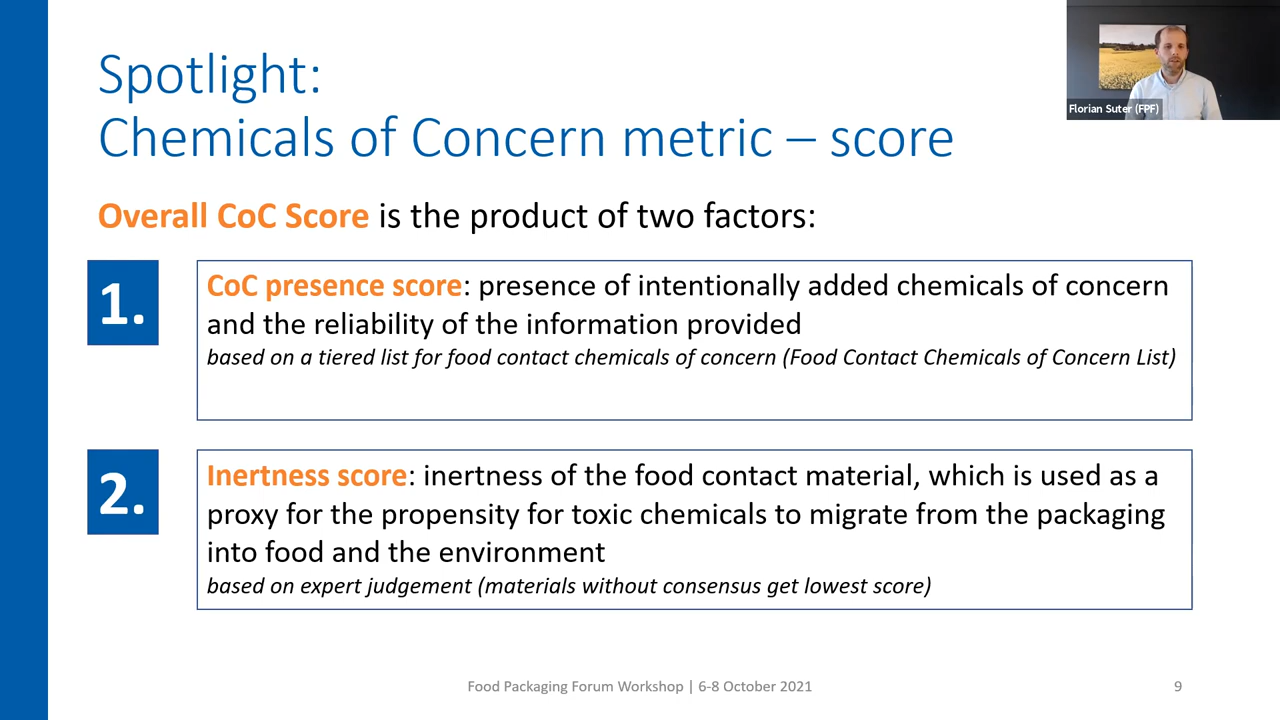 Spotlight:
Chemicals of Concern metric – score
Florian Suter (FPF)
Overall CoC Score is the product of two factors:
1.
CoC presence score: presence of intentionally added chemicals of concern
and the reliability of the information provided
based on a tiered list for food contact chemicals of concern (Food Contact Chemicals of Concern List)
2.
Inertness score: inertness of the food contact material, which is used as a
proxy for the propensity for toxic chemicals to migrate from the packaging
into food and the environment
based on expert judgement (materials without consensus get lowest score)
Food Packaging Forum Workshop | 6-8 October 2021
9